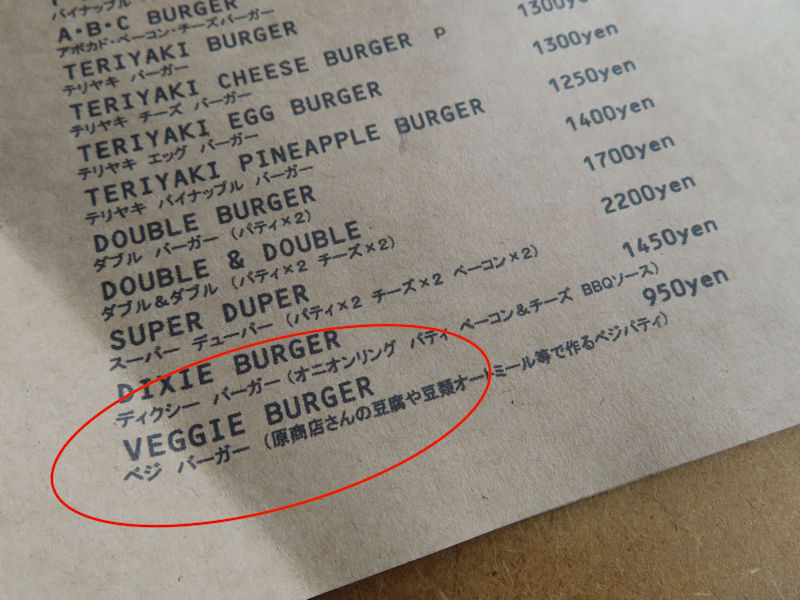 パイナップル
A・B・C BURGER
アボカド・ベーコン・チーズバーガー
TERIYAKI BURGER
テリヤキ バーガー
TERIYAKI CHEESE BURGER p 1300yen
テリヤキ チーズ バーガー
TERIYAKI EGG BURGER 1300yen
テリヤキ エッグ バーガー
TERIYAKI PINEAPPLE BURGER 1250yen
テリヤキ パイナップル バーガー
DOUBLE BURGER 1400yen
ダブル バーガー (パティ×2)
DOUBLE & DOUBLE 1700yen
ダブル&ダブル (パティ×2 チーズ×2)
SUPER DUPER 2200yen
スーパー デューパー (パティ×2 チーズ×2 ベーコン×2)
DIXIE BURGER 1450yen
ディクシー バーガー (オニオンリング パティ ベーコン&チーズ BBQソース)
VEGGIE BURGER 950yen
ベジ バーガー (原商店さんの豆腐や豆類オートミール等で作るベジパティ)